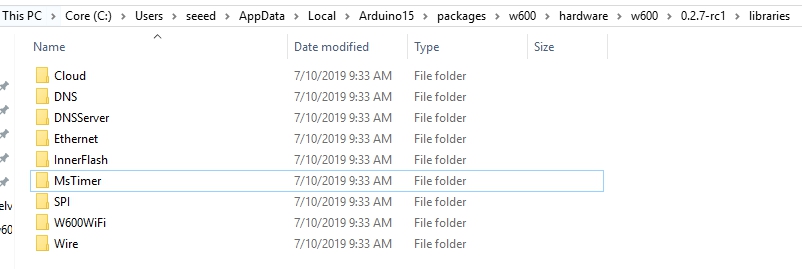 This PC > Core (C:) > Users > seeed > AppData > Local > Arduino15 > packages > w600 > hardware > w600 > 0.2.7-rc1 > libraries
Name Date modified Type Size
Cloud 7/10/2019 9:33 AM File folder
DNS 7/10/2019 9:33 AM File folder
DNSServer 7/10/2019 9:33 AM File folder
Ethernet 7/10/2019 9:33 AM File folder
InnerFlash 7/10/2019 9:33 AM File folder
MsTimer 7/10/2019 9:33 AM File folder
SPI 7/10/2019 9:33 AM File folder
W600WiFi 7/10/2019 9:33 AM File folder
Wire 7/10/2019 9:33 AM File folder